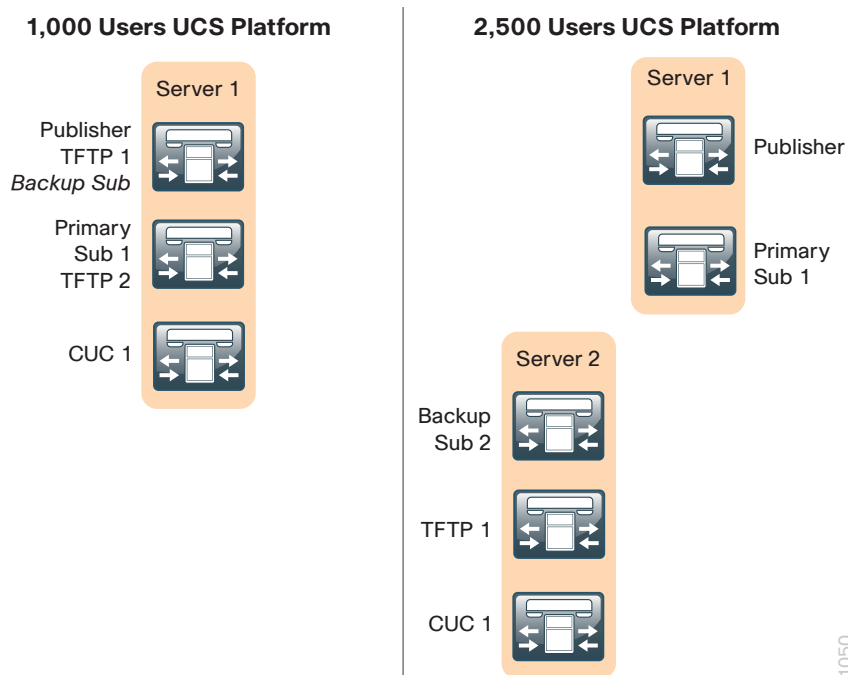 1,000 Users UCS Platform
Server 1
Publisher
TFTP 1
Backup Sub
Primary
Sub 1
TFTP 2
CUC 1
2,500 Users UCS Platform
Server 1
Publisher
Primary
Sub 1
Server 2
Backup
Sub 2
TFTP 1
CUC 1
1050